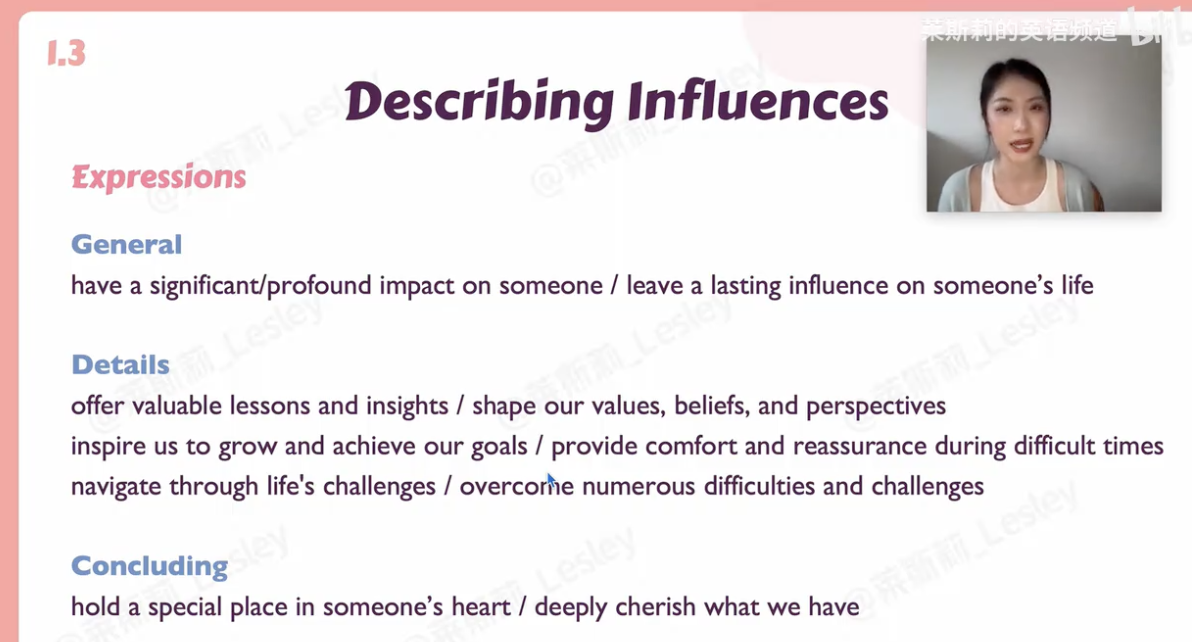 莱斯莉的英语频道 bilibili
1.3
Describing Influences
Expressions
General
have a significant/profound impact on someone / leave a lasting influence on someone’s life
Details
offer valuable lessons and insights / shape our values, beliefs, and perspectives
inspire us to grow and achieve our goals / provide comfort and reassurance during difficult times
navigate through life's challenges / overcome numerous difficulties and challenges
Concluding
hold a special place in someone’s heart / deeply cherish what we have
@莱斯莉_Lesley